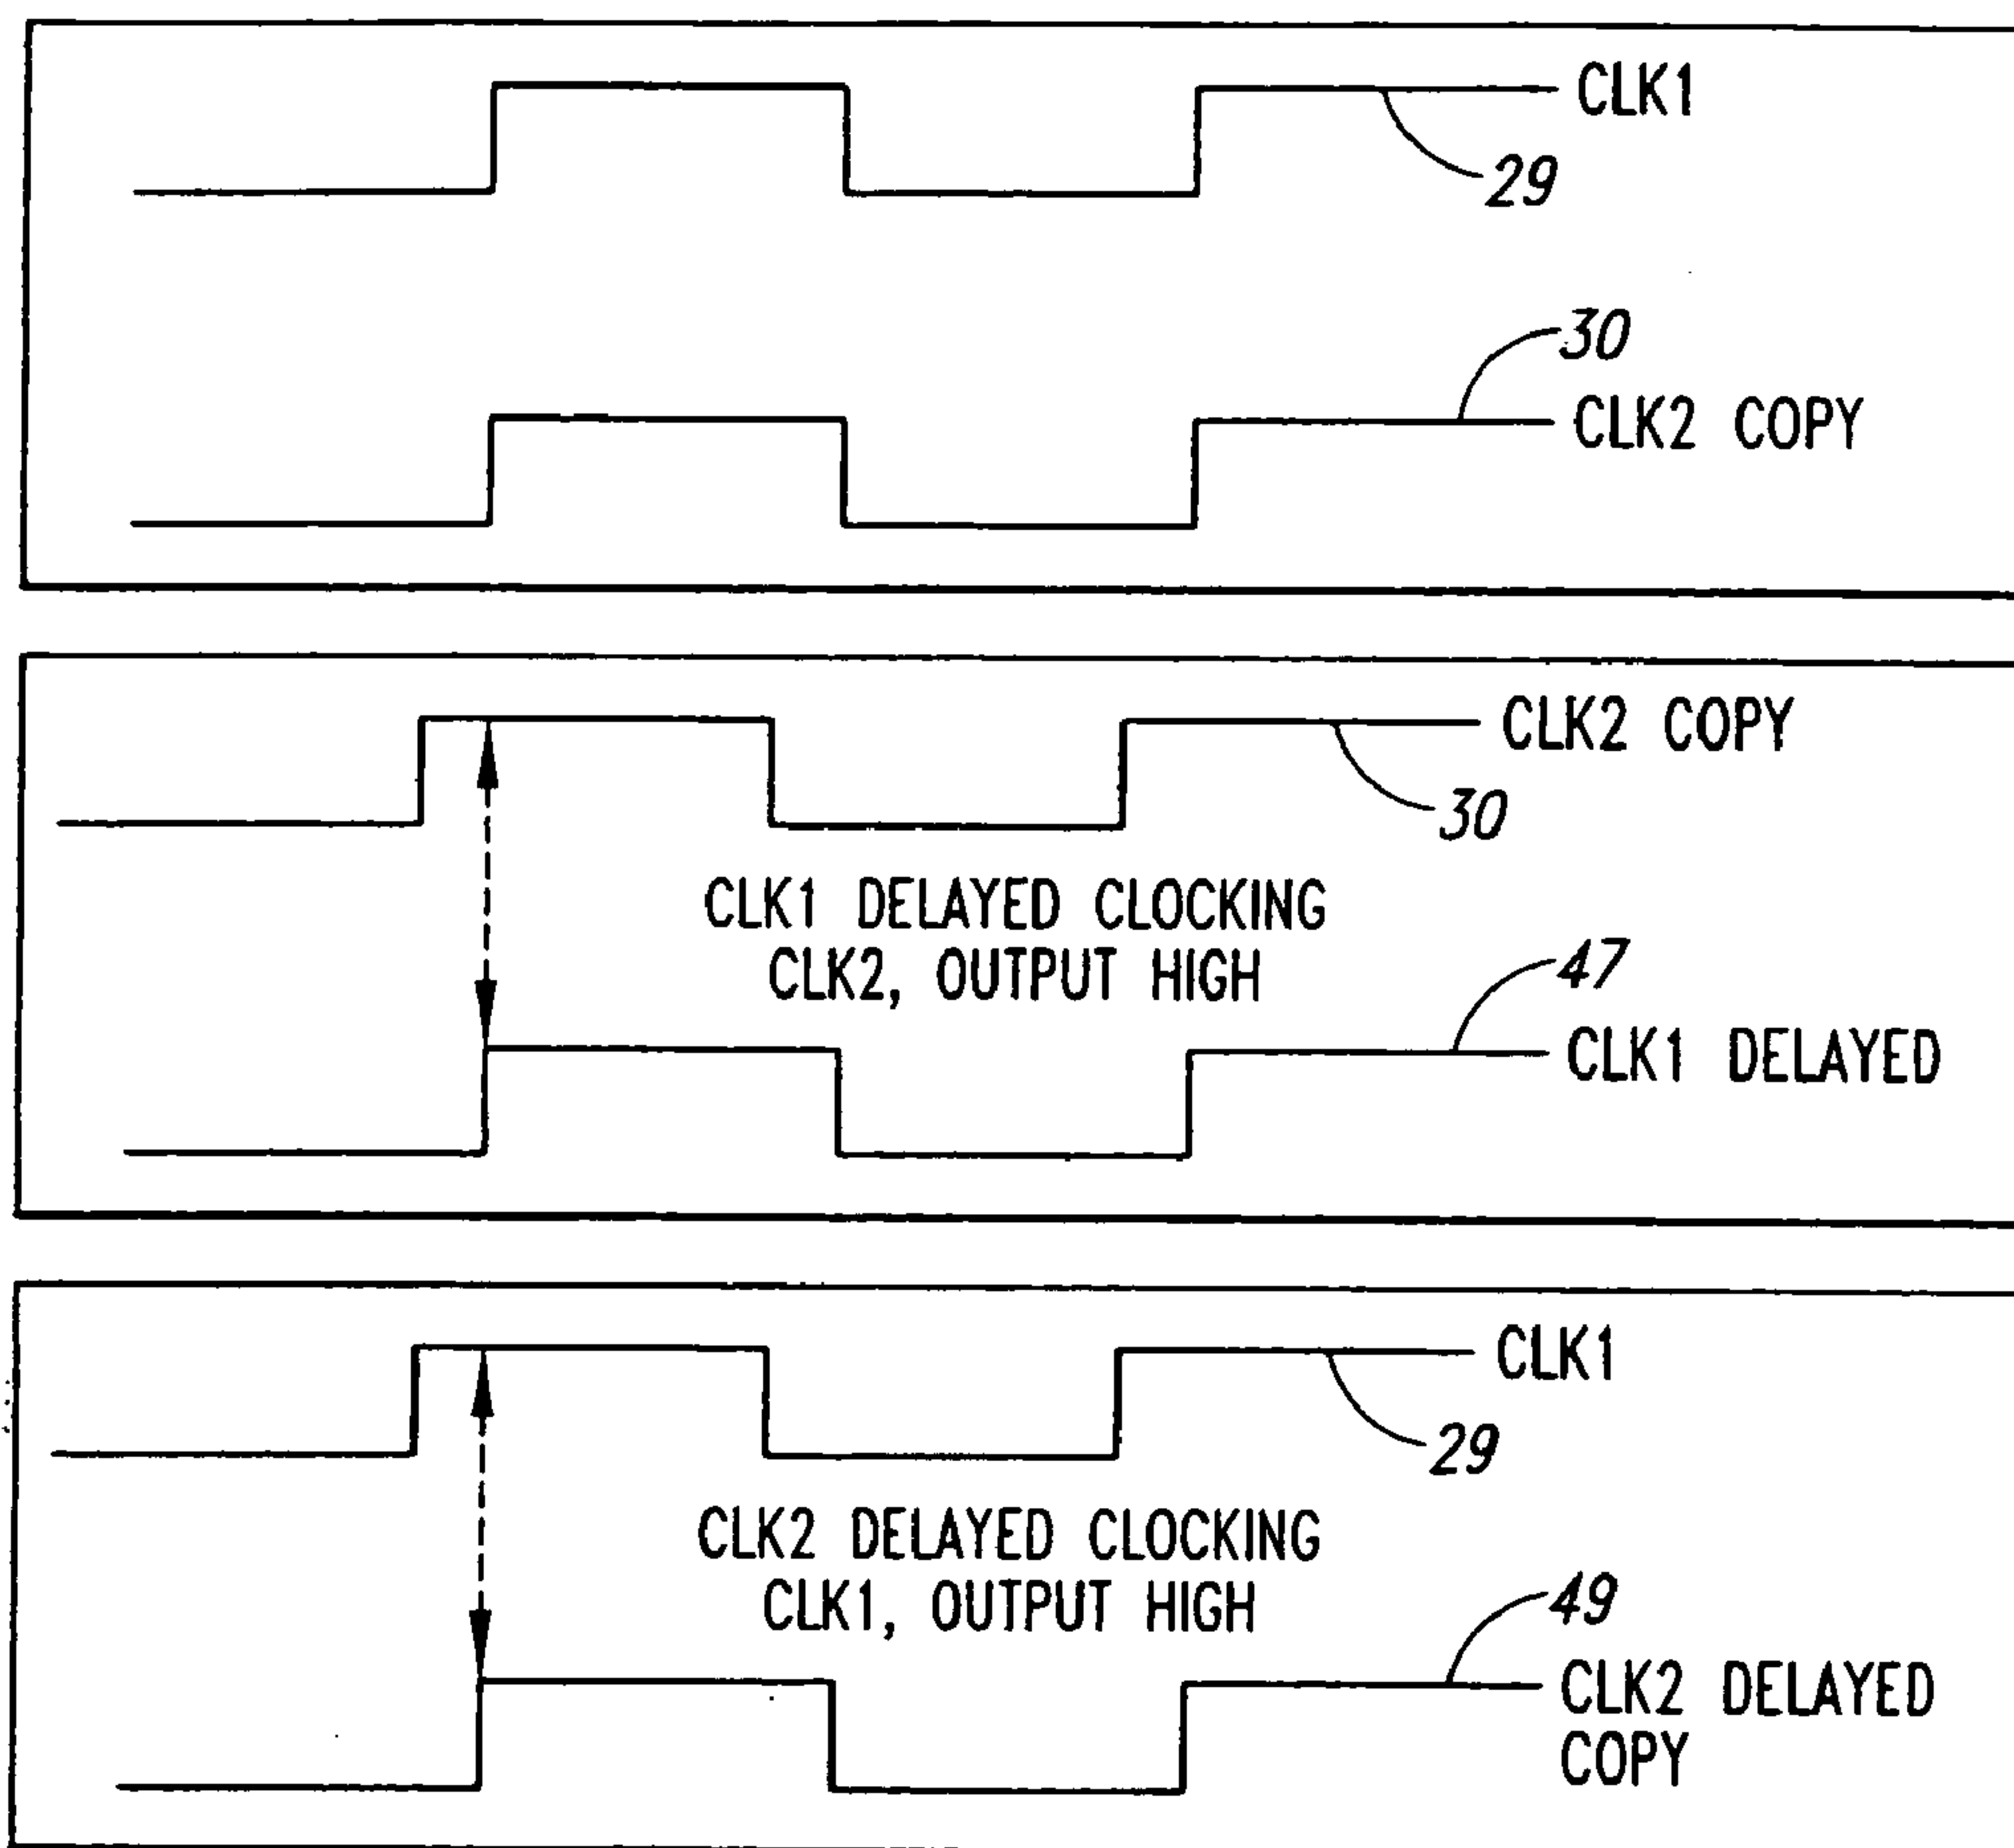 CLK1
29
30
CLK2 COPY
CLK2 COPY
30
CLK1 DELAYED CLOCKING
CLK2, OUTPUT HIGH
47
CLK1 DELAYED
CLK1
29
CLK2 DELAYED CLOCKING
CLK1, OUTPUT HIGH
49
CLK2 DELAYED
COPY